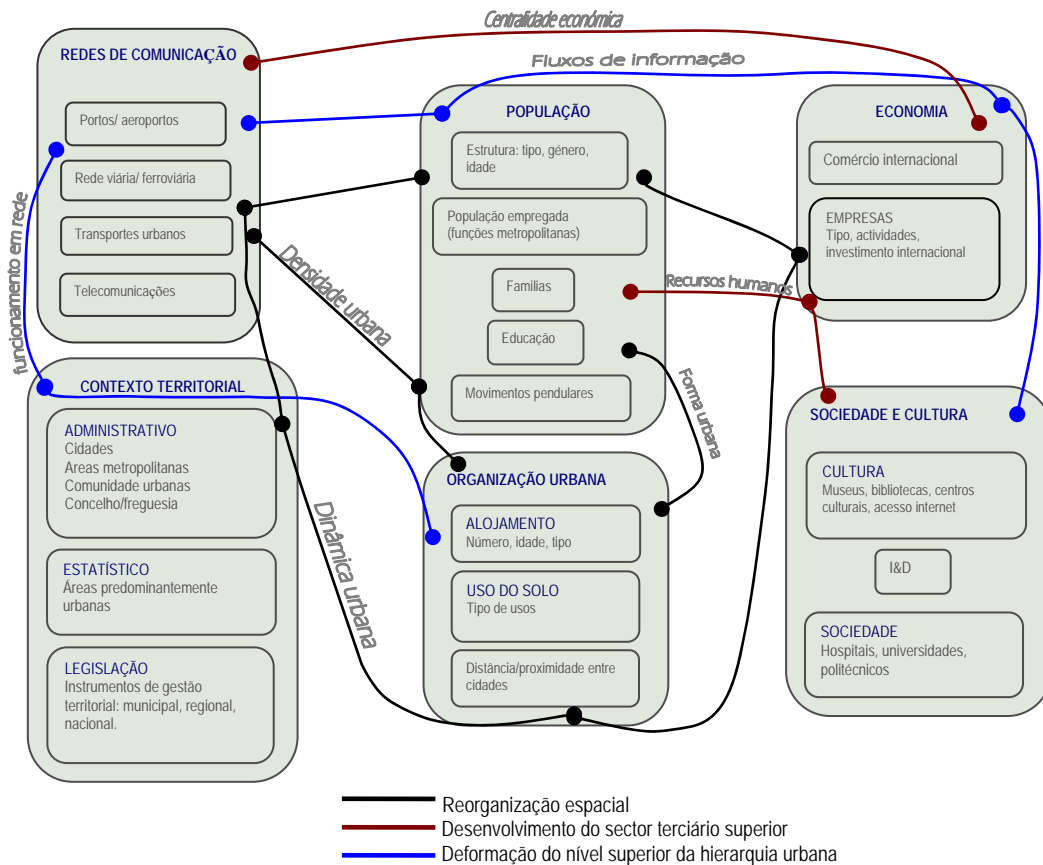 Centralidade económica
Fluxos de informação
REDES DE COMUNICAÇÃO
Portos/ aeroportos
Rede viária/ ferroviária
Transportes urbanos
Telecomunicações
funcionamento em rede
POPULAÇÃO
Estrutura: tipo, género,
idade
População empregada
(funções metropolitanas)
Familias
Educação
Movimentos pendulares
Densidade urbana
Recursos humanos
Forma urbana
ECONOMIA
Comércio internacional
EMPRESAS
Tipo, actividades,
investimento internacional
CONTEXTO TERRITORIAL
ADMINISTRATIVO
Cidades
Areas metropolitanas
Comunidade urbanas
Concelho/freguesia
ESTATÍSTICO
Áreas predominantemente
urbanas
LEGISLAÇÃO
Instrumentos de gestão
territorial: municipal, regional,
nacional.
Dinâmica urbana
ORGANIZAÇÃO URBANA
ALOJAMENTO
Número, idade, tipo
USO DO SOLO
Tipo de usos
Distância/proximidade entre
cidades
SOCIEDADE E CULTURA
CULTURA
Museus, bibliotecas, centros
culturais, acesso internet
I&D
SOCIEDADE
Hospitais, universidades,
politécnicos
Reorganização espacial
Desenvolvimento do sector terciário superior
Deformação do nível superior da hierarquia urbana